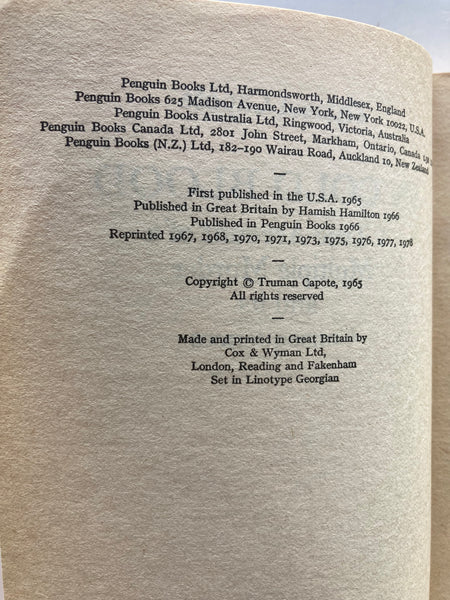 Penguin Books Ltd, Harmondsworth, Middlesex, England
Penguin Books 625 Madison Avenue, New York, New York 10022, U.S.A.
Penguin Books Australia Ltd, Ringwood, Victoria, Australia
Penguin Books Canada Ltd, 2801 John Street, Markham, Ontario, Canada
Penguin Books (N.Z.) Ltd, 182-190 Wairau Road, Auckland 10, New Zealand
—
First published in the U.S.A. 1965
Published in Great Britain by Hamish Hamilton 1966
Published in Penguin Books 1966
Reprinted 1967, 1968, 1970, 1971, 1973, 1975, 1976, 1977, 1978
—
Copyright © Truman Capote, 1965
All rights reserved
—
Made and printed in Great Britain by
Cox & Wyman Ltd,
London, Reading and Fakenham
Set in Linotype Georgian